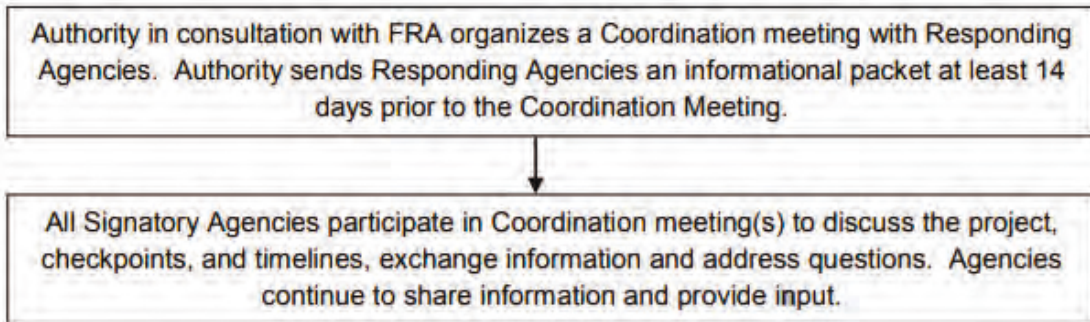 Authority in consultation with FRA organizes a Coordination meeting with Responding
Agencies.  Authority sends Responding Agencies an informational packet at least 14
days prior to the Coordination Meeting.
All Signatory Agencies participate in Coordination meeting(s) to discuss the project,
checkpoints, and timelines, exchange information and address questions.  Agencies
continue to share information and provide input.